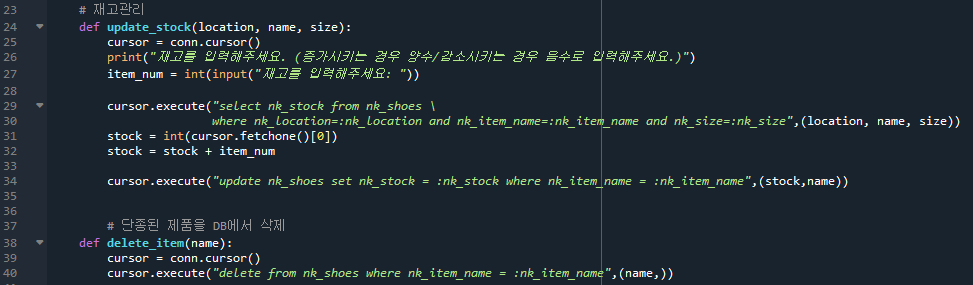 23 # 재고관리
24 def update_stock(location, name, size):
25 cursor = conn.cursor()
26 print("재고를 입력해주세요. (증가시키는 경우 양수/감소시키는 경우 음수로 입력해주세요.)")
27 item_num = int(input("재고를 입력해주세요: "))
28
29 cursor.execute("select nk_stock from nk_shoes \
30 where nk_location=:nk_location and nk_item_name=:nk_item_name and nk_size=:nk_size",(location, name, size))
31 stock = int(cursor.fetchone()[0])
32 stock = stock + item_num
33
34 cursor.execute("update nk_shoes set nk_stock = :nk_stock where nk_item_name = :nk_item_name",(stock,name))
35
36
37 # 단종된 제품을 DB에서 삭제
38 def delete_item(name):
39 cursor = conn.cursor()
40 cursor.execute("delete from nk_shoes where nk_item_name = :nk_item_name",(name,))